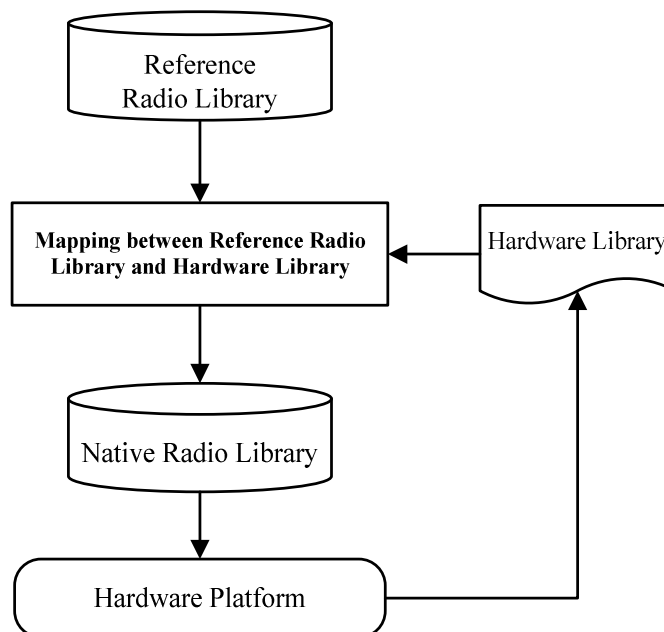 Reference
Radio Library
Mapping between Reference Radio
Library and Hardware Library
Hardware Library
Native Radio Library
Hardware Platform